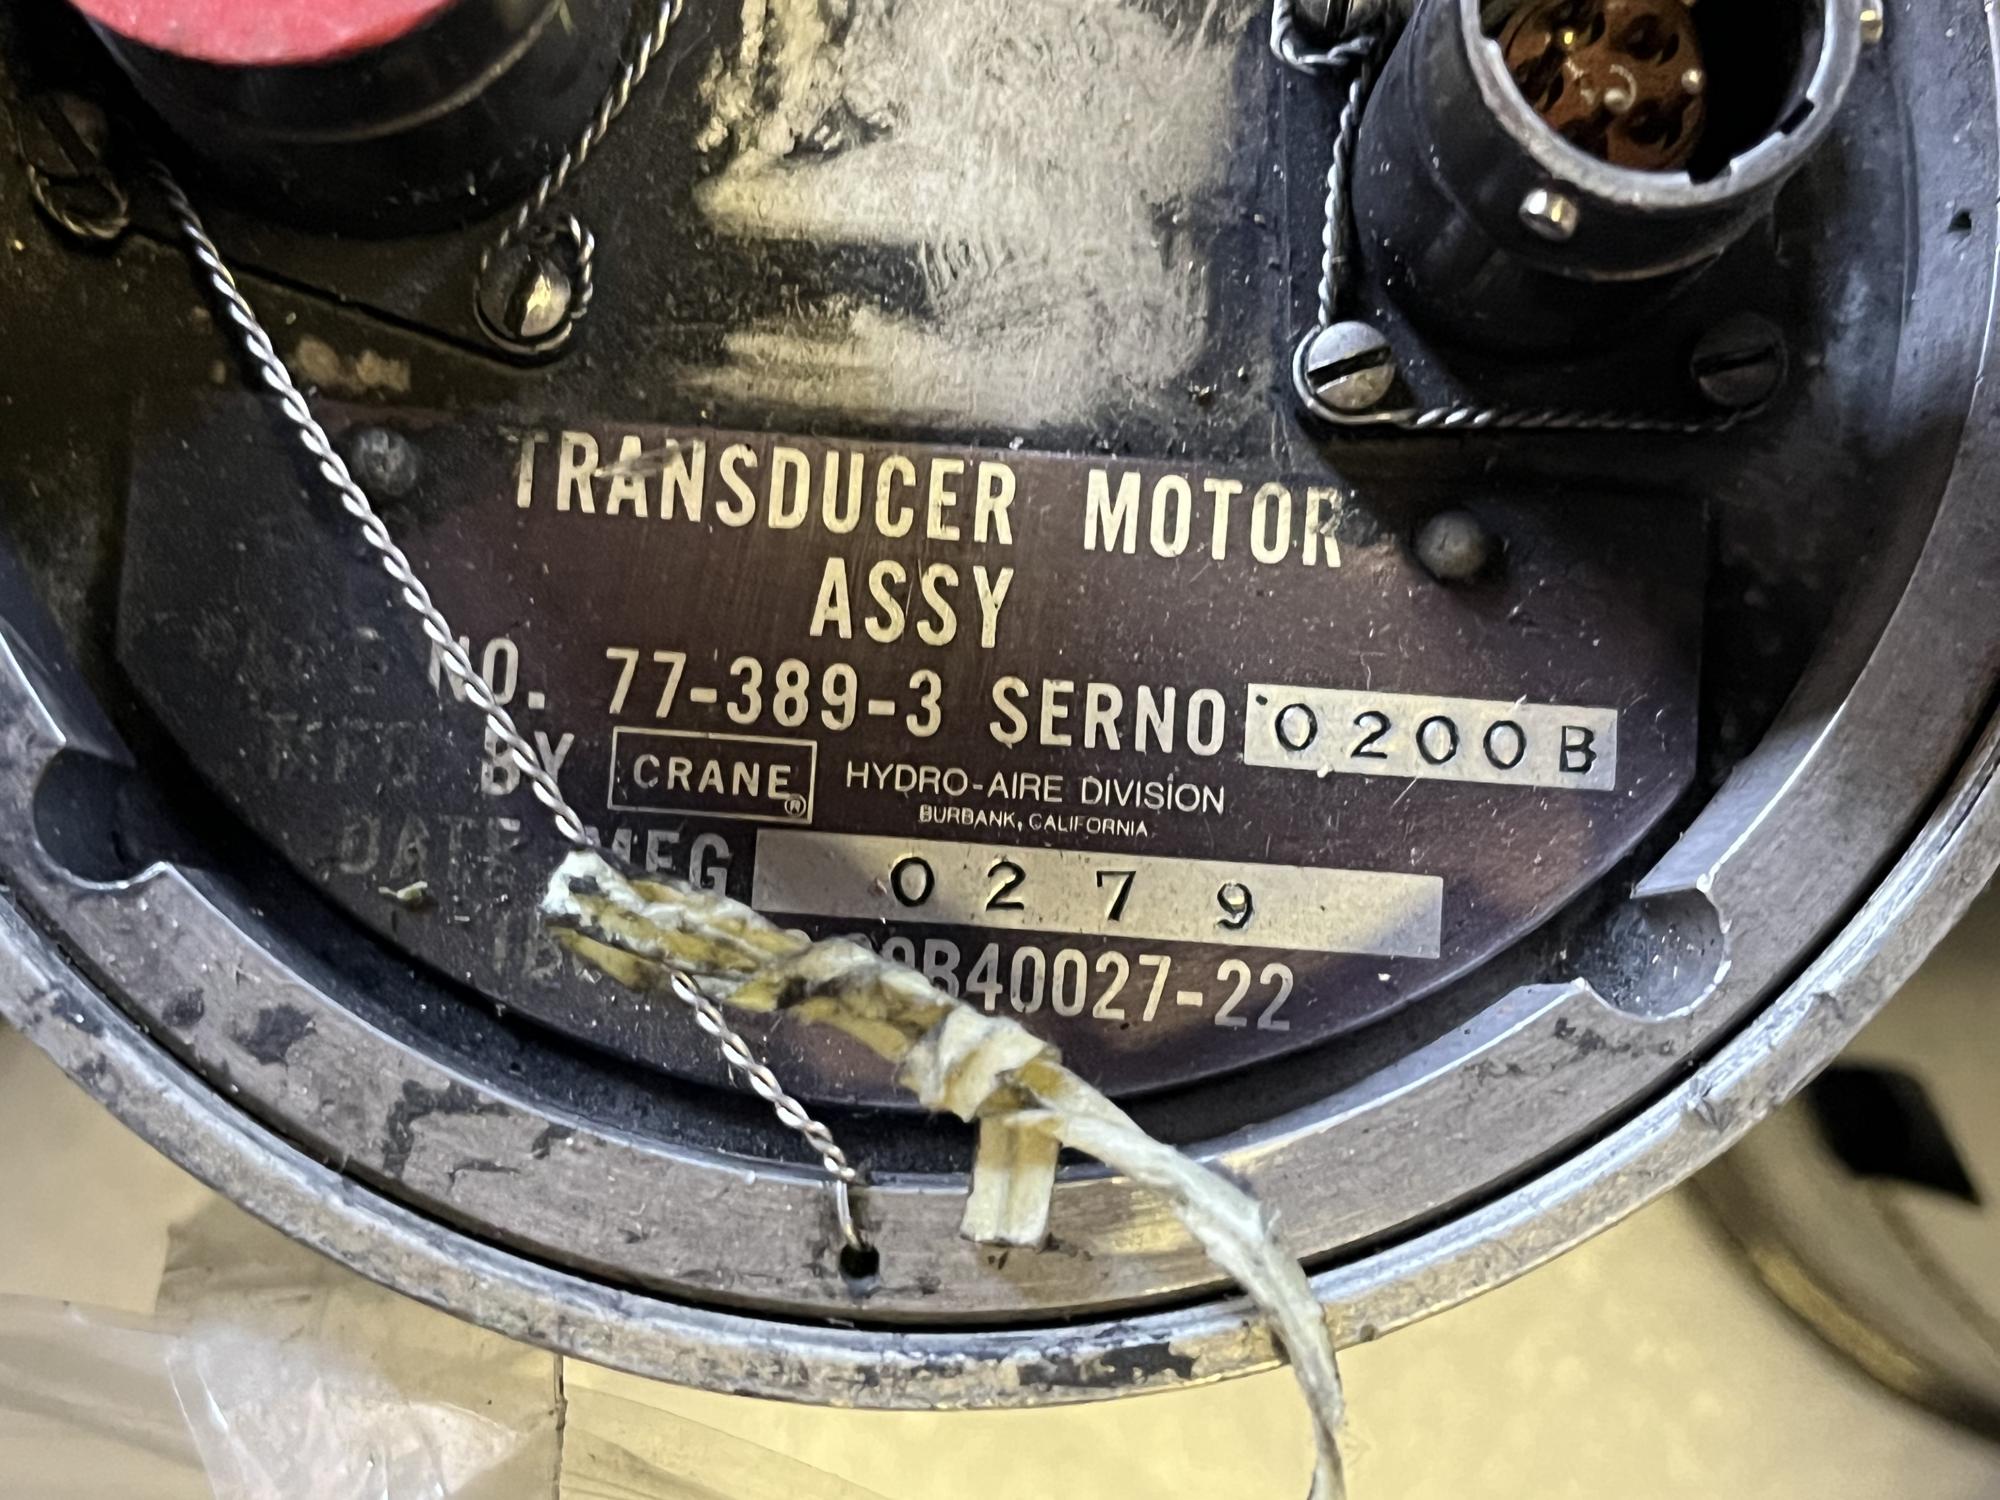 TRANSDUCER MOTOR
ASSY
NO. 77-389-3 SERNO 0200B
BY CRANE® HYDRO-AIRE DIVISION
BURBANK, CALIFORNIA
DATE MFG 0279
B40027-22